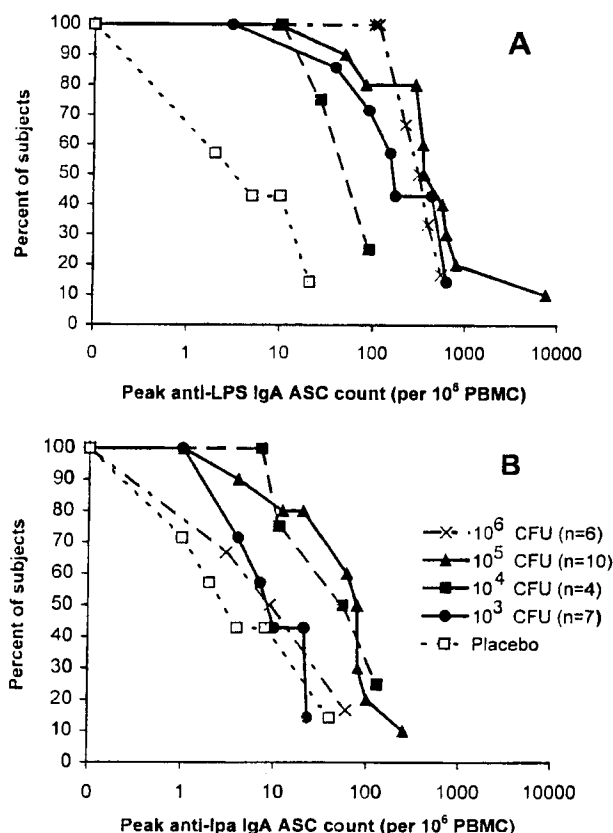 A
100
90
80
70
60
50
40
30
20
10
0
Percent of subjects
0 1 10 100 1000 10000
Peak anti-LPS IgA ASC count (per 10⁶ PBMC)
B
100
90
80
70
60
50
40
30
20
10
0
Percent of subjects
10⁶ CFU (n=6)
10⁵ CFU (n=10)
10⁴ CFU (n=4)
10³ CFU (n=7)
Placebo
0 1 10 100 1000 10000
Peak anti-Ipa IgA ASC count (per 10⁶ PBMC)